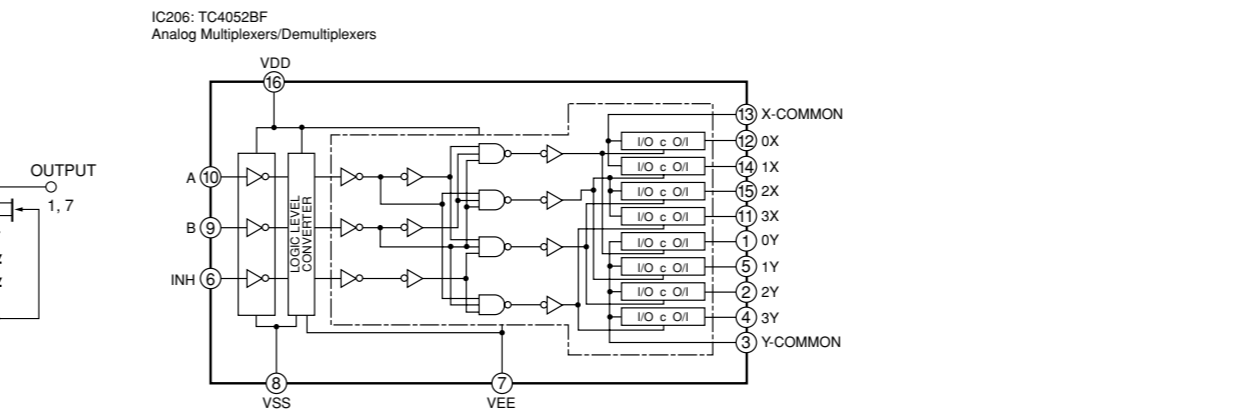 IC206: TC4052BF
Analog Multiplexers/Demultiplexers
VDD
16
13 X-COMMON
I/O c O/I 12 0X
OUTPUT
1, 7
A 10
I/O c O/I 14 1X
I/O c O/I 15 2X
I/O c O/I 11 3X
LOGIC LEVEL
CONVERTER
B 9
I/O c O/I 1 0Y
I/O c O/I 5 1Y
INH 6
I/O c O/I 2 2Y
I/O c O/I 4 3Y
3 Y-COMMON
8
VSS
7
VEE